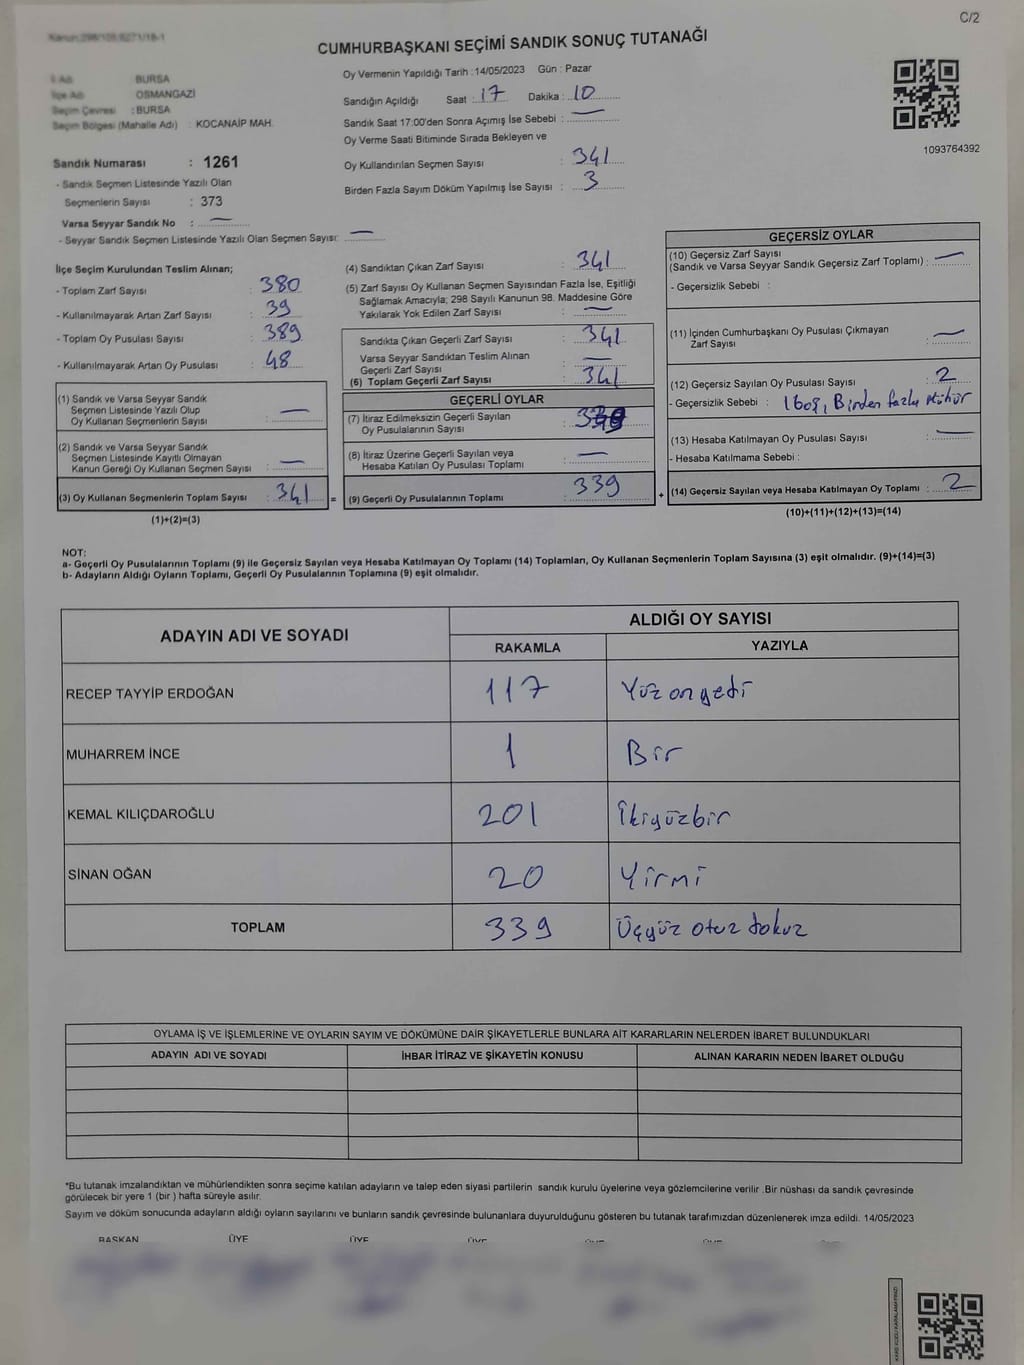 C/2
Kanun:298/105,6271/18-1
CUMHURBAŞKANI SEÇİMİ SANDIK SONUÇ TUTANAĞI
İl Adı : BURSA
İlçe Adı : OSMANGAZİ
Seçim Çevresi : BURSA
Seçim Bölgesi (Mahalle Adı) : KOCANAİP MAH.
Sandık Numarası : 1261
- Sandık Seçmen Listesinde Yazılı Olan
Seçmenlerin Sayısı : 373
Varsa Seyyar Sandık No : —
- Seyyar Sandık Seçmen Listesinde Yazılı Olan Seçmen Sayısı: —
Oy Vermenin Yapıldığı Tarih :14/05/2023 Gün : Pazar
Sandığın Açıldığı Saat : 17 Dakika : 10
Sandık Saat 17:00'den Sonra Açımış İse Sebebi : —
Oy Verme Saati Bitiminde Sırada Bekleyen ve
Oy Kullandırılan Seçmen Sayısı : 341
Birden Fazla Sayım Döküm Yapılmış İse Sayısı : 3
1093764392
İlçe Seçim Kurulundan Teslim Alınan;
- Toplam Zarf Sayısı : 380
- Kullanılmayarak Artan Zarf Sayısı : 39
- Toplam Oy Pusulası Sayısı : 389
- Kullanılmayarak Artan Oy Pusulası : 48
(1) Sandık ve Varsa Seyyar Sandık
Seçmen Listesinde Yazılı Olup
Oy Kullanan Seçmenlerin Sayısı : —
(2) Sandık ve Varsa Seyyar Sandık
Seçmen Listesinde Kayıtlı Olmayan
Kanun Gereği Oy Kullanan Seçmen Sayısı : —
(3) Oy Kullanan Seçmenlerin Toplam Sayısı : 341 =
(1)+(2)=(3)
(4) Sandıktan Çıkan Zarf Sayısı : 341
(5) Zarf Sayısı Oy Kullanan Seçmen Sayısından Fazla İse, Eşitliği
Sağlamak Amacıyla; 298 Sayılı Kanunun 98. Maddesine Göre
Yakılarak Yok Edilen Zarf Sayısı : —
Sandıkta Çıkan Geçerli Zarf Sayısı : 341
Varsa Seyyar Sandıktan Teslim Alınan
Geçerli Zarf Sayısı : —
(6) Toplam Geçerli Zarf Sayısı : 341
GEÇERLİ OYLAR
(7) İtiraz Edilmeksizin Geçerli Sayılan
Oy Pusulalarının Sayısı :
(8) İtiraz Üzerine Geçerli Sayılan veya
Hesaba Katılan Oy Pusulası Toplamı : —
(9) Geçerli Oy Pusulalarının Toplamı : 339 +
GEÇERSİZ OYLAR
(10) Geçersiz Zarf Sayısı
(Sandık ve Varsa Seyyar Sandık Geçersiz Zarf Toplamı) : —
- Geçersizlik Sebebi :
(11) İçinden Cumhurbaşkanı Oy Pusulası Çıkmayan
Zarf Sayısı : —
(12) Geçersiz Sayılan Oy Pusulası Sayısı : 2
- Geçersizlik Sebebi : 1 boş, Birden fazla mühür
(13) Hesaba Katılmayan Oy Pusulası Sayısı : —
- Hesaba Katılmama Sebebi :
(14) Geçersiz Sayılan veya Hesaba Katılmayan Oy Toplamı : 2
(10)+(11)+(12)+(13)=(14)
NOT:
a- Geçerli Oy Pusulalarının Toplamı (9) ile Geçersiz Sayılan veya Hesaba Katılmayan Oy Toplamı (14) Toplamları, Oy Kullanan Seçmenlerin Toplam Sayısına (3) eşit olmalıdır. (9)+(14)=(3)
b- Adayların Aldığı Oyların Toplamı, Geçerli Oy Pusulalarının Toplamına (9) eşit olmalıdır.
ADAYIN ADI VE SOYADI ALDIĞI OY SAYISI
RAKAMLA YAZIYLA
RECEP TAYYİP ERDOĞAN 117 Yüz on yedi
MUHARREM İNCE 1 Bir
KEMAL KILIÇDAROĞLU 201 İkiyüzbir
SİNAN OĞAN 20 Yirmi
TOPLAM 339 Üçyüz otuz dokuz
OYLAMA İŞ VE İŞLEMLERİNE VE OYLARIN SAYIM VE DÖKÜMÜNE DAİR ŞİKAYETLERLE BUNLARA AİT KARARLARIN NELERDEN İBARET BULUNDUKLARI
ADAYIN ADI VE SOYADI İHBAR İTİRAZ VE ŞİKAYETİN KONUSU ALINAN KARARIN NEDEN İBARET OLDUĞU
*Bu tutanak imzalandıktan ve mühürlendikten sonra seçime katılan adayların ve talep eden siyasi partilerin sandık kurulu üyelerine veya gözlemcilerine verilir .Bir nüshası da sandık çevresinde
görülecek bir yere 1 (bir ) hafta süreyle asılır.
Sayım ve döküm sonucunda adayların aldığı oyların sayılarını ve bunların sandık çevresinde bulunanlara duyurulduğunu gösteren bu tutanak tarafımızdan düzenlenerek imza edildi. 14/05/2023
BAŞKAN ÜYE ÜYE ÜYE ÜYE ÜYE